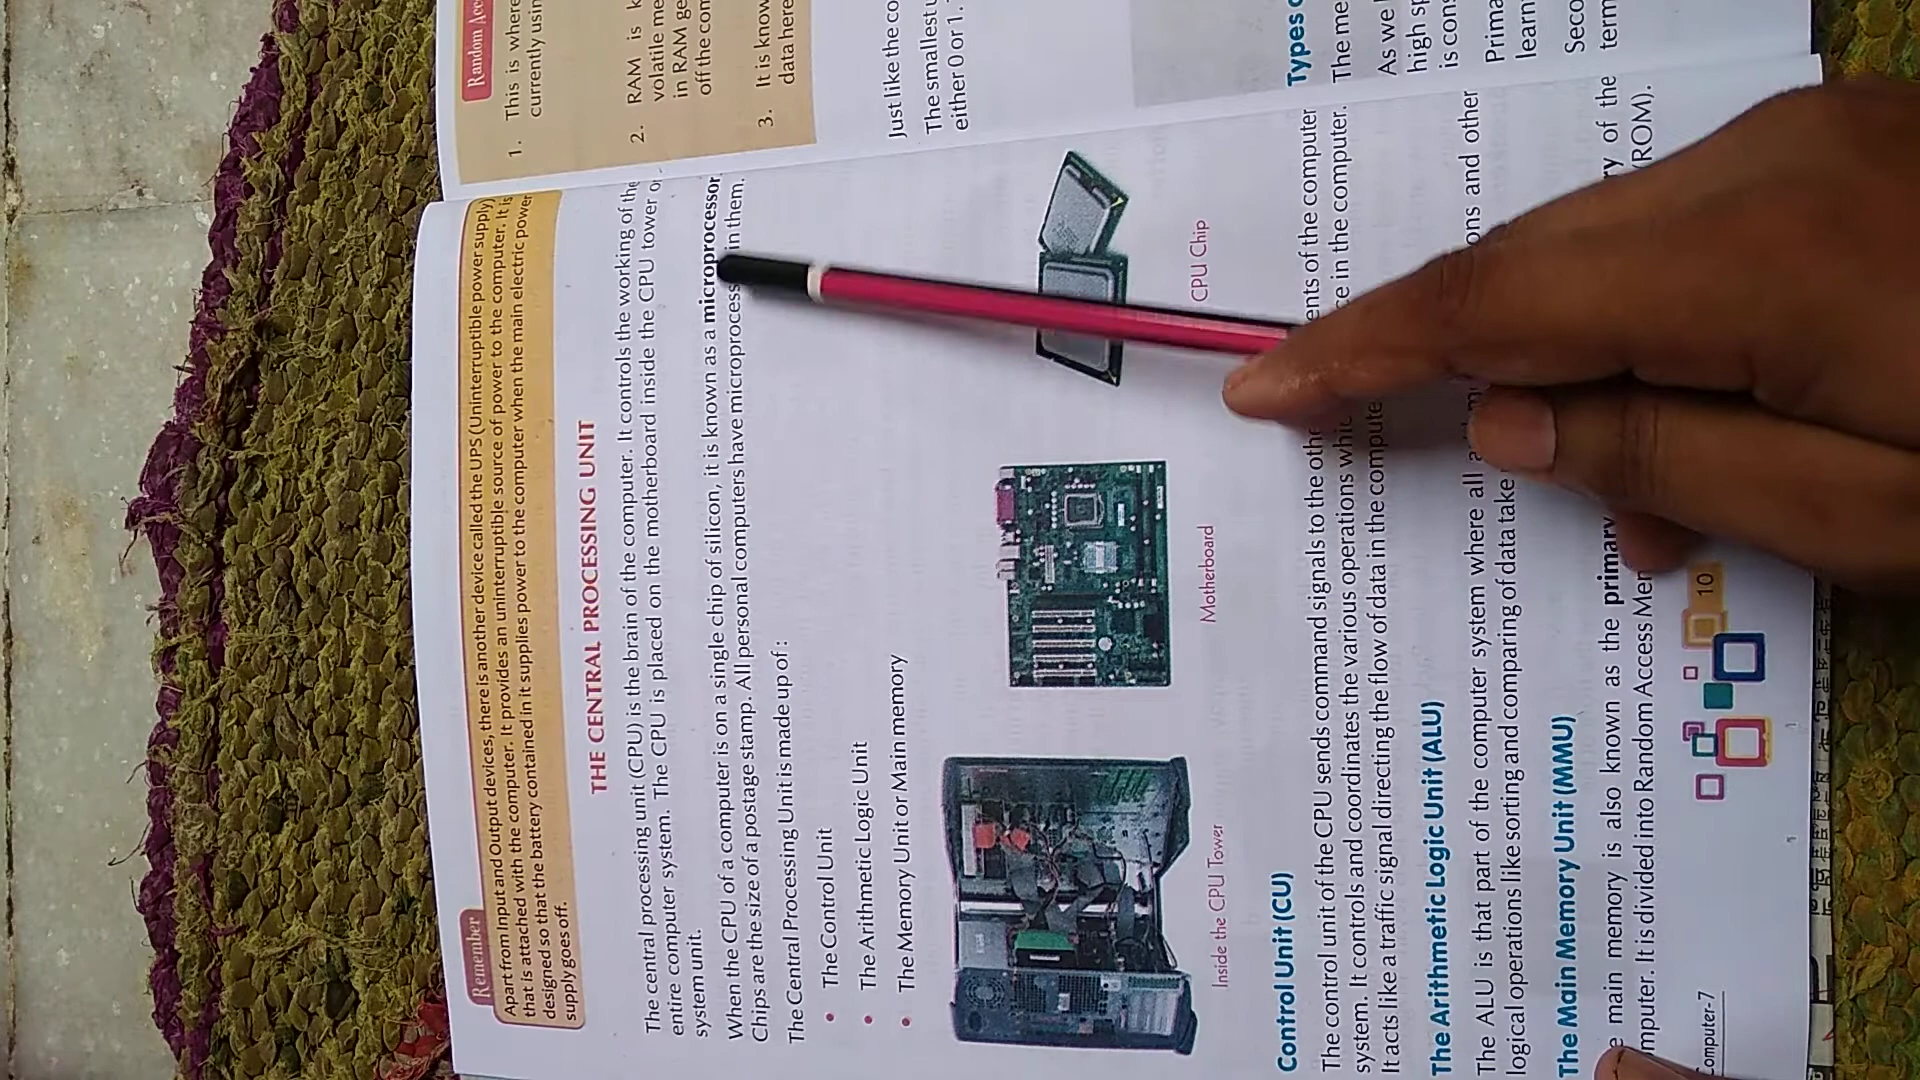 Remember
Apart from Input and Output devices, there is another device called the UPS (Uninterruptible power supply)
that is attached with the computer. It provides an uninterruptible source of power to the computer. It is
designed so that the battery contained in it supplies power to the computer when the main electric power
supply goes off.
THE CENTRAL PROCESSING UNIT
The central processing unit (CPU) is the brain of the computer. It controls the working of the
entire computer system. The CPU is placed on the motherboard inside the CPU tower or
system unit.
When the CPU of a computer is on a single chip of silicon, it is known as a microprocessor.
Chips are the size of a postage stamp. All personal computers have microprocess in them.
The Central Processing Unit is made up of :
• The Control Unit
• The Arithmetic Logic Unit
• The Memory Unit or Main memory
Inside the CPU Tower
Motherboard
CPU Chip
Control Unit (CU)
The control unit of the CPU sends command signals to the othe ents of the computer
system. It controls and coordinates the various operations whic ce in the computer.
It acts like a traffic signal directing the flow of data in the compute
The Arithmetic Logic Unit (ALU)
The ALU is that part of the computer system where all ons and other
logical operations like sorting and comparing of data take
The Main Memory Unit (MMU)
e main memory is also known as the primary ry of the
mputer. It is divided into Random Access Mem (ROM).
Computer-7
10
Random Acc
1. This is where
currently usin
2. RAM is k
volatile me
in RAM ge
off the com
3. It is know
data here
Just like the co
The smallest u
either 0 or 1.
Types o
The me
As we
high sp
is cons
Prima
learn
Seco
term